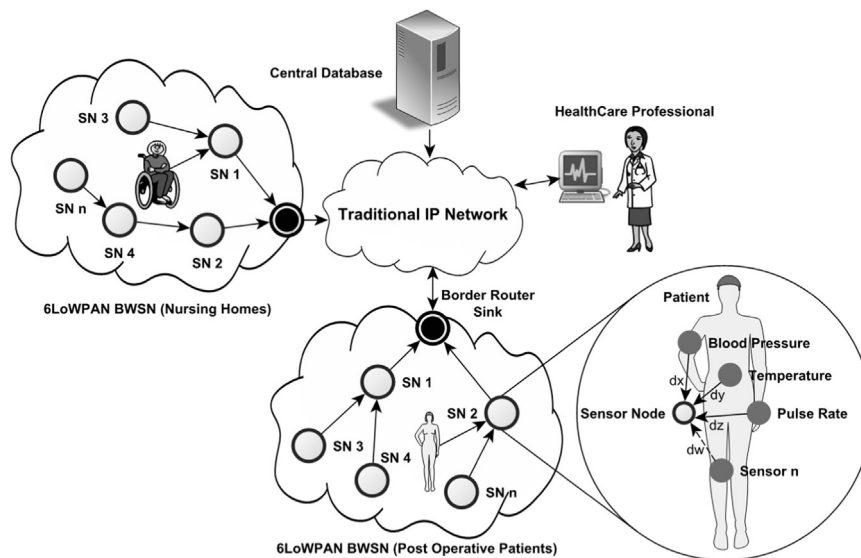 Central Database
HealthCare Professional
SN 3
SN 1
SN n
SN 4
SN 2
Traditional IP Network
6LoWPAN BWSN (Nursing Homes)
Border Router
Sink
Patient
Blood Pressure
dx
Temperature
dy
Sensor Node
Pulse Rate
dz
dw
Sensor n
SN 1
SN 2
SN 3
SN 4
SN n
6LoWPAN BWSN (Post Operative Patients)